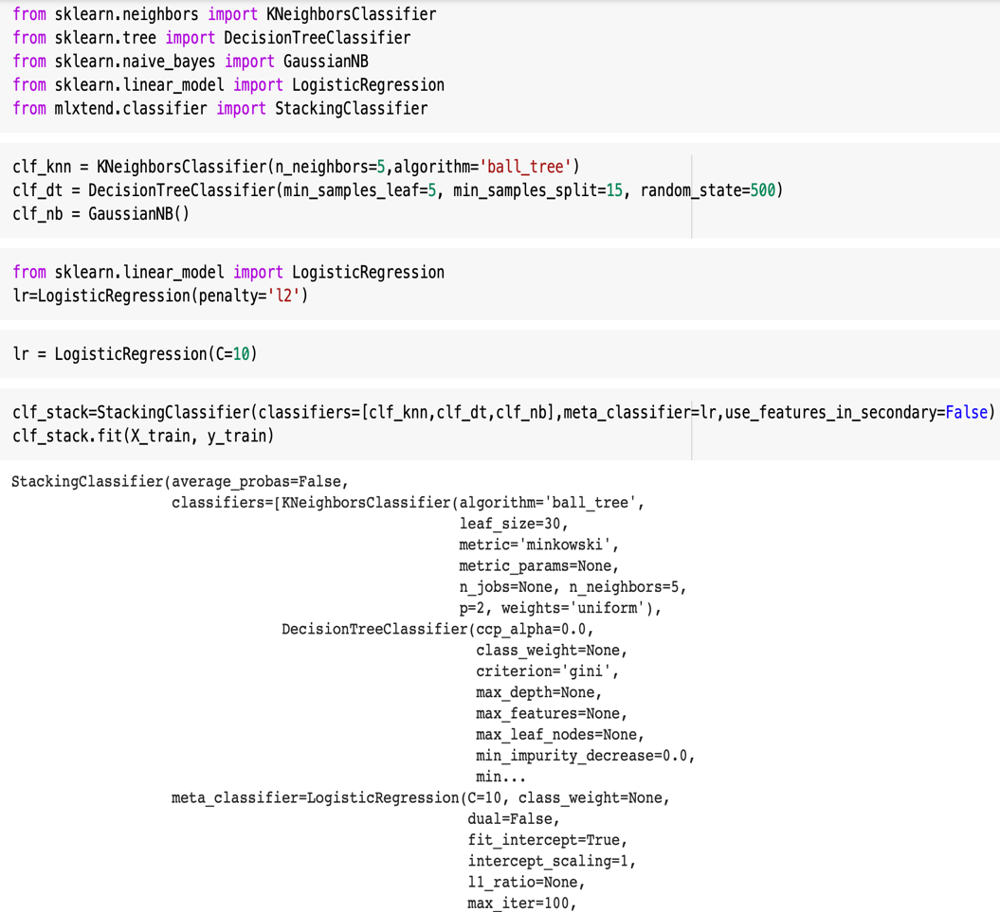 from sklearn.neighbors import KNeighborsClassifier
from sklearn.tree import DecisionTreeClassifier
from sklearn.naive_bayes import GaussianNB
from sklearn.linear_model import LogisticRegression
from mlxtend.classifier import StackingClassifier
clf_knn = KNeighborsClassifier(n_neighbors=5,algorithm='ball_tree')
clf_dt = DecisionTreeClassifier(min_samples_leaf=5, min_samples_split=15, random_state=500)
clf_nb = GaussianNB()
from sklearn.linear_model import LogisticRegression
lr=LogisticRegression(penalty='l2')
lr = LogisticRegression(C=10)
clf_stack=StackingClassifier(classifiers=[clf_knn,clf_dt,clf_nb],meta_classifier=lr,use_features_in_secondary=False)
clf_stack.fit(X_train, y_train)
StackingClassifier(average_probas=False,
classifiers=[KNeighborsClassifier(algorithm='ball_tree',
leaf_size=30,
metric='minkowski',
metric_params=None,
n_jobs=None, n_neighbors=5,
p=2, weights='uniform'),
DecisionTreeClassifier(ccp_alpha=0.0,
class_weight=None,
criterion='gini',
max_depth=None,
max_features=None,
max_leaf_nodes=None,
min_impurity_decrease=0.0,
min...
meta_classifier=LogisticRegression(C=10, class_weight=None,
dual=False,
fit_intercept=True,
intercept_scaling=1,
l1_ratio=None,
max_iter=100,